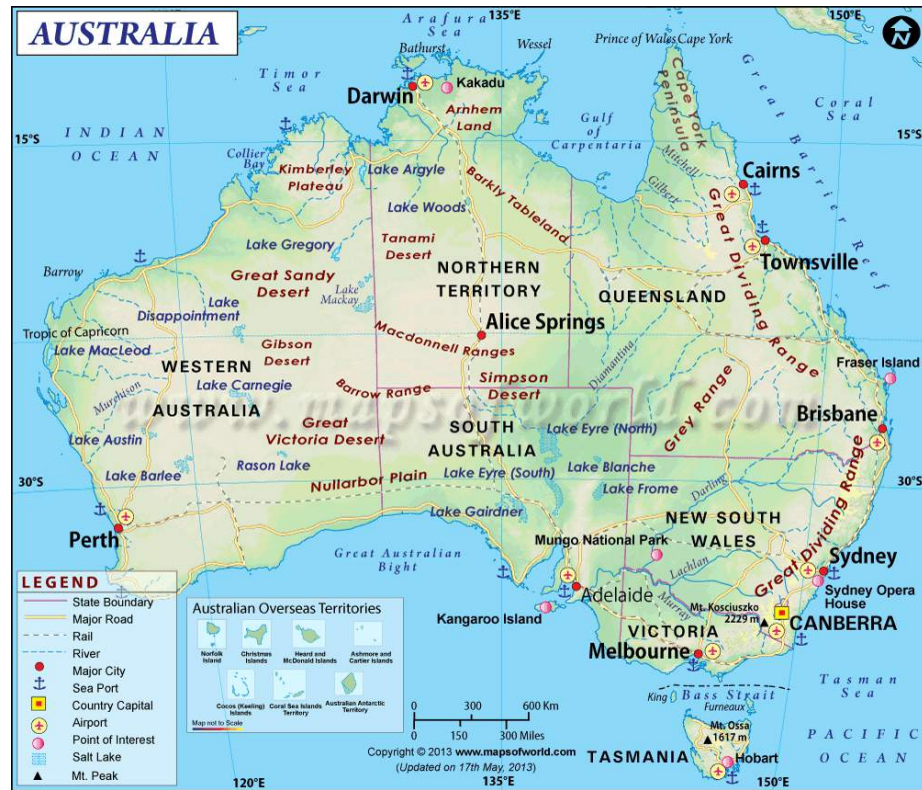 AUSTRALIA
135°E
150°E
Arafura
Sea
Bathurst
Wessel
Prince of Wales
Cape York
N
Timor
Sea
Darwin
Kakadu
Arnhem
Land
Gulf
of
Carpentaria
Cape York
Peninsula
Great Barrier Reef
Coral
Sea
INDIAN
OCEAN
15°S
15°S
Collier
Bay
Kimberley
Plateau
Lake Argyle
Barkly Tableland
Mitchell
Gilbert
Cairns
Lake Woods
Great Dividing Range
Lake Gregory
Tanami
Desert
Townsville
Barrow
Great Sandy
Desert
Lake
Mackay
NORTHERN
TERRITORY
QUEENSLAND
Lake
Disappointment
Tropic of Capricorn
Alice Springs
Lake MacLeod
Gibson
Desert
Macdonnell Ranges
Diamantina
Fraser Island
WESTERN
AUSTRALIA
Murchison
Lake Carnegie
Barrow Range
Simpson
Desert
Grey Range
www.mapsofworld.com
Brisbane
Lake Austin
Great
Victoria Desert
SOUTH
AUSTRALIA
Lake Eyre (North)
Lake Barlee
Rason Lake
Lake Eyre (South)
Lake Blanche
30°S
30°S
Nullarbor Plain
Lake Frome
Darling
Great Dividing Range
Lake Gairdner
NEW SOUTH
WALES
Perth
Mungo National Park
Great Australian
Bight
Lachlan
Sydney
Sydney Opera
House
Adelaide
Murray
Mt. Kosciuszko
2229 m
Kangaroo Island
CANBERRA
VICTORIA
Melbourne
King
Bass Strait
Furneaux
Tasman
Sea
Mt. Ossa
1617 m
TASMANIA
Hobart
PACIFIC
OCEAN
LEGEND
State Boundary
Major Road
Rail
River
Major City
Sea Port
Country Capital
Airport
Point of Interest
Salt Lake
Mt. Peak
Australian Overseas Territories
Norfolk
Island
Christmas
Islands
Heard and
McDonald Islands
Ashmore and
Cartier Islands
Cocos (Keeling)
Islands
Coral Sea Islands
Territory
Australian Antarctic
Territory
Map not to Scale
0 150 300 600 Km
0 150 300
Copyright © 2013 www.mapsofworld.com
(Updated on 17th May, 2013)
120°E
135°E
150°E